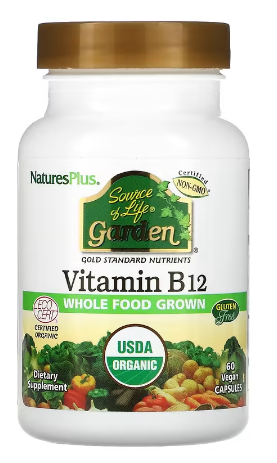 NaturesPlus.
Certified
NON-GMO
Source
of Life®
Garden®
GOLD STANDARD NUTRIENTS
Vitamin B12
WHOLE FOOD GROWN
ECO
CERT
CERTIFIED
ORGANIC
GLUTEN
free
USDA
ORGANIC
Dietary
Supplement
60
Vegan
CAPSULES